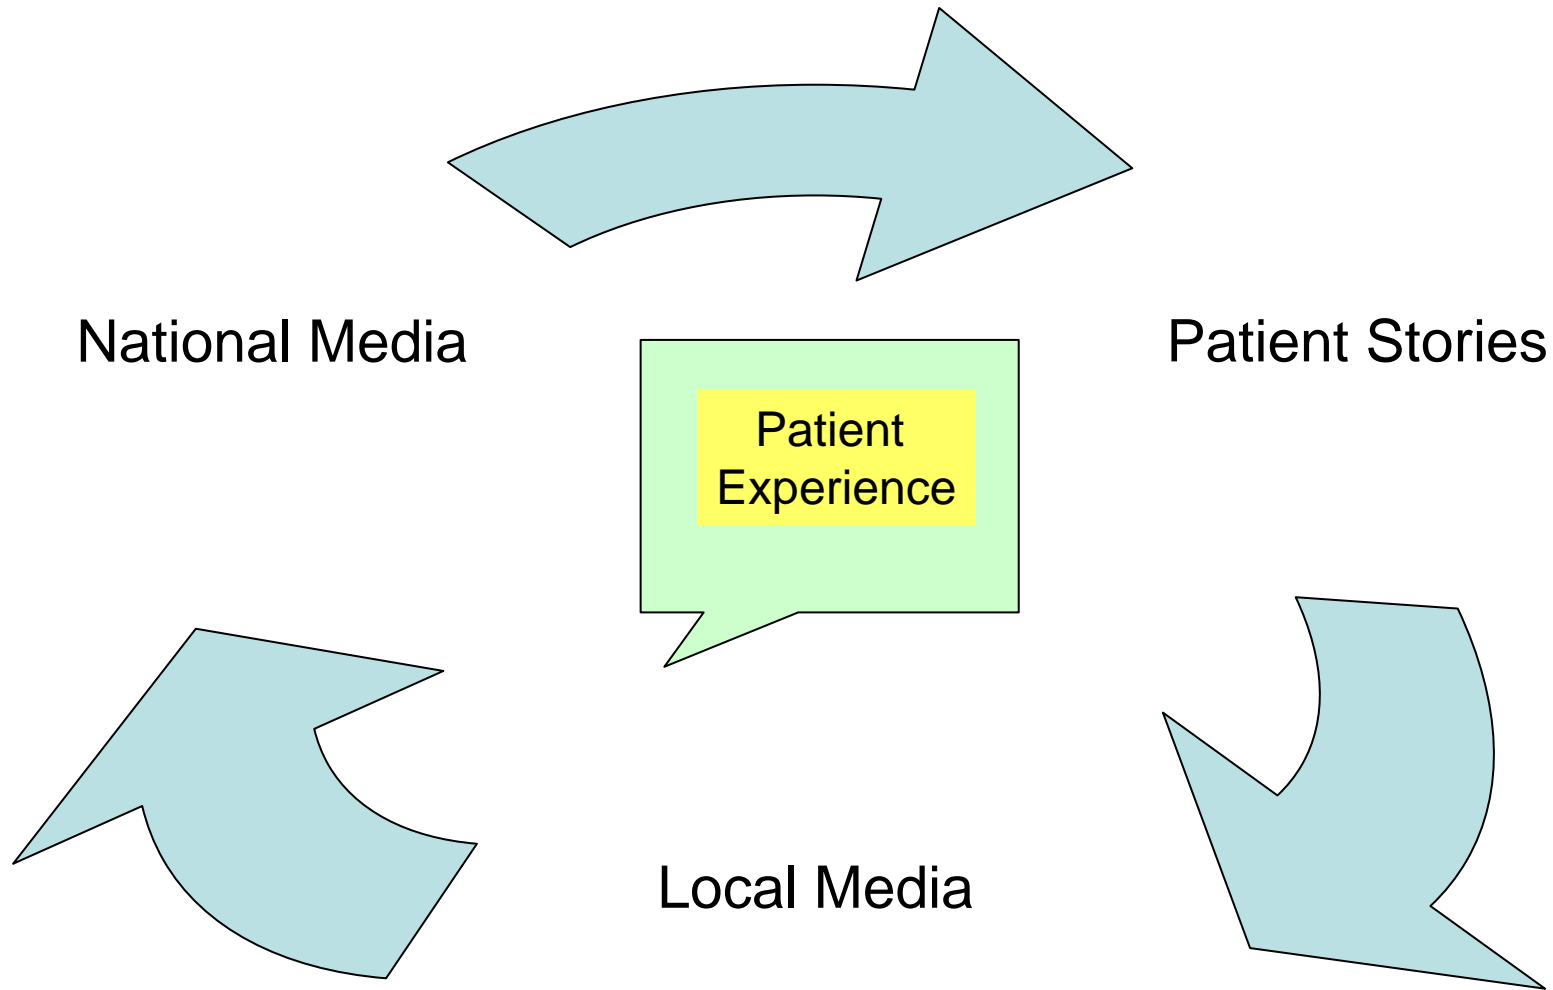 National Media
Patient Stories
Patient
Experience
Local Media